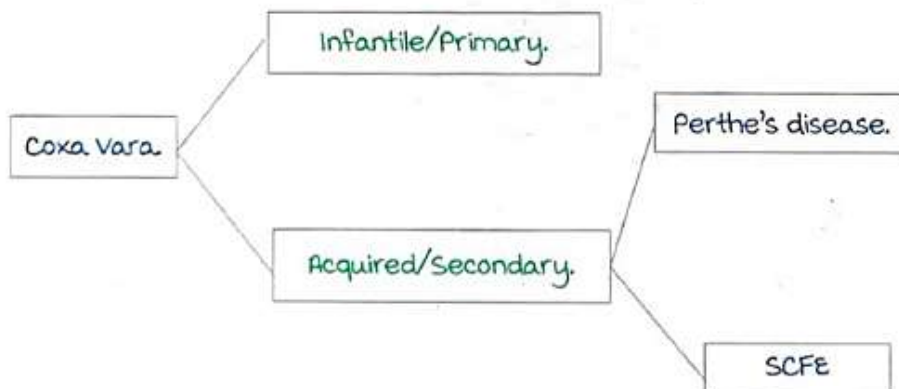 Infantile/Primary.
Perthe's disease.
Coxa Vara.
Acquired/Secondary.
SCFE